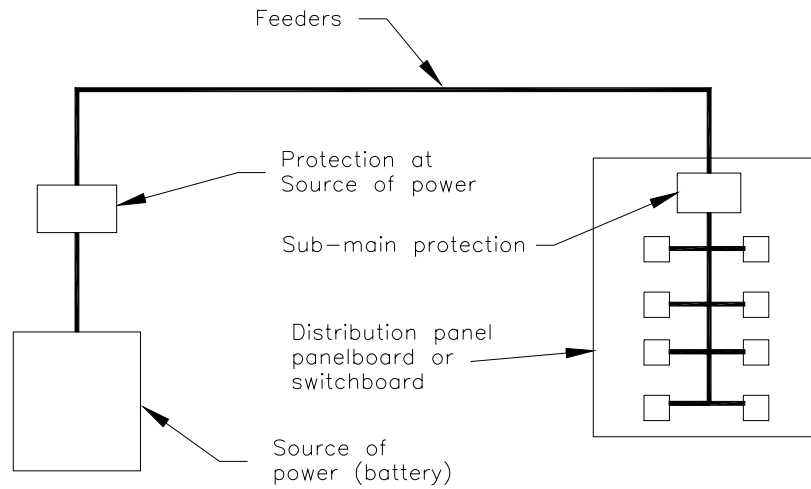 Feeders
Protection at
Source of power
Sub-main protection
Distribution panel
panelboard or
switchboard
Source of
power (battery)